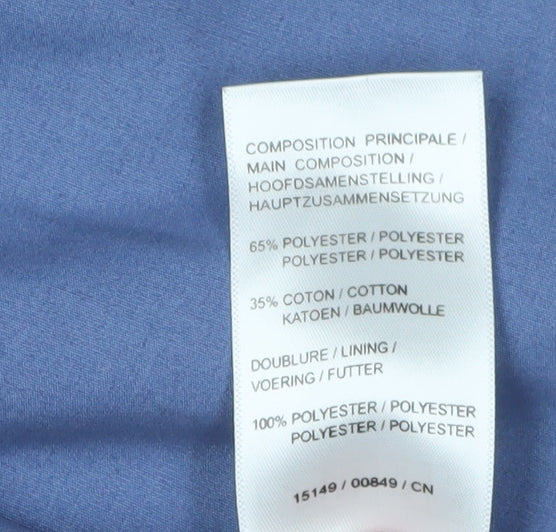 COMPOSITION PRINCIPALE /
MAIN COMPOSITION /
HOOFDSAMENSTELLING /
HAUPTZUSAMMENSETZUNG
65% POLYESTER / POLYESTER
POLYESTER / POLYESTER
35% COTON / COTTON
KATOEN / BAUMWOLLE
DOUBLURE / LINING /
VOERING / FUTTER
100% POLYESTER / POLYESTER
POLYESTER / POLYESTER
15149 / 00849 / CN